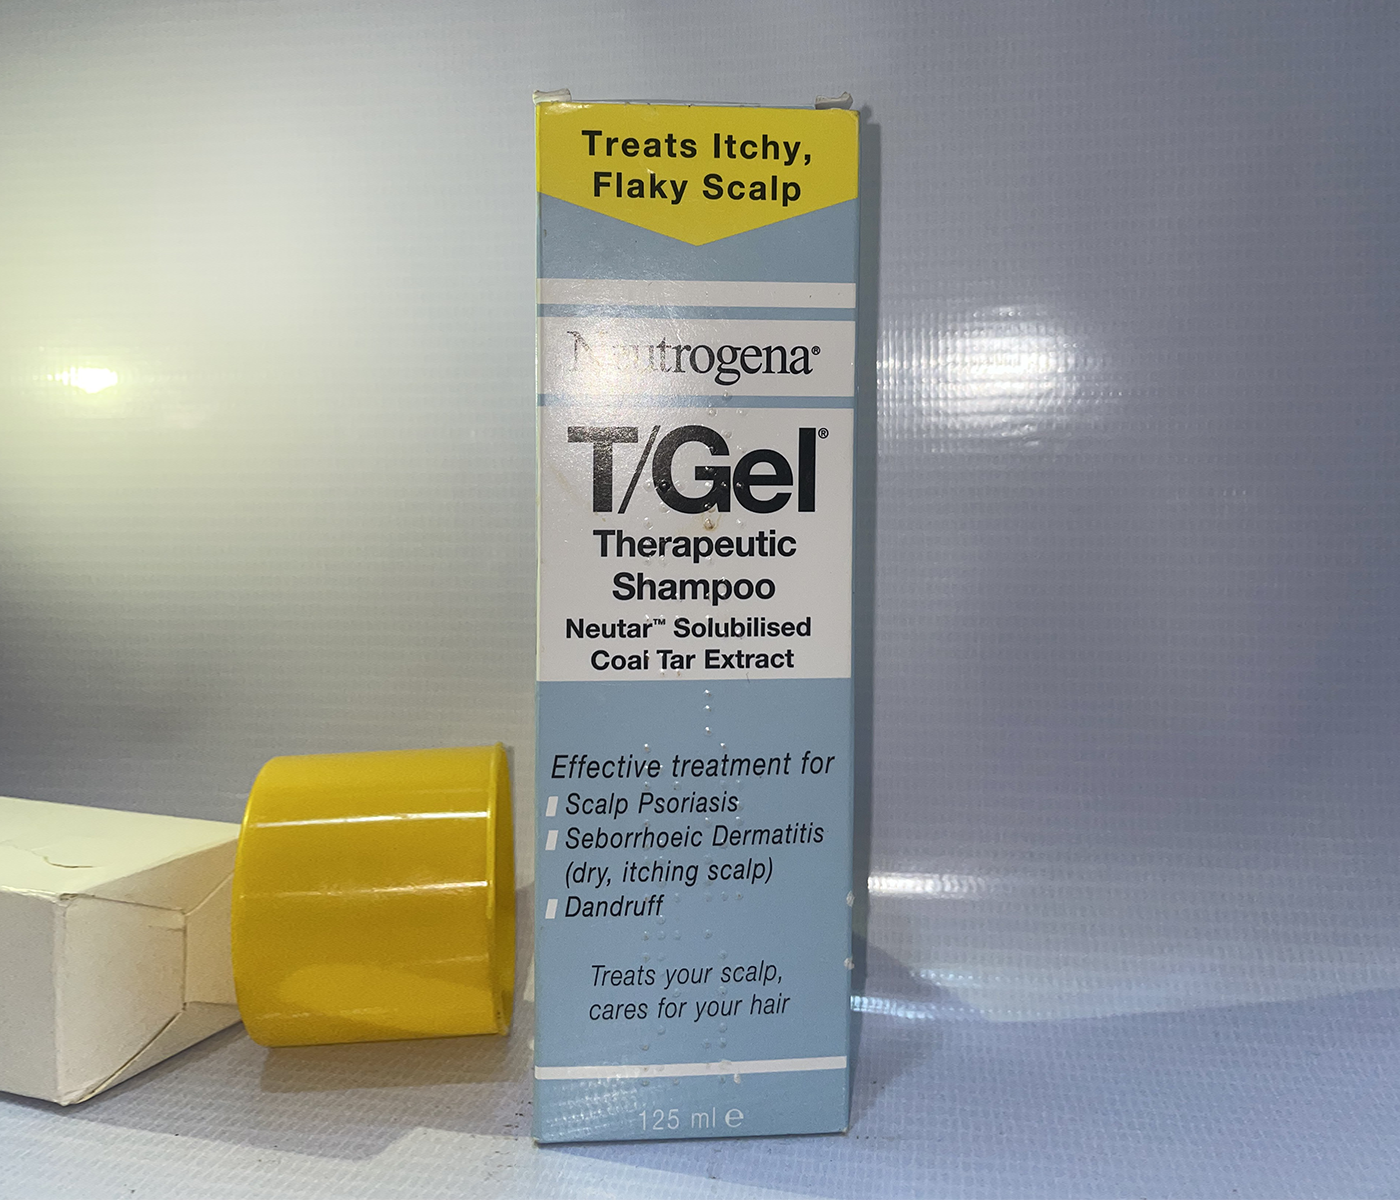 Treats Itchy,
Flaky Scalp
Neutrogena®
T/Gel®
Therapeutic
Shampoo
Neutar™ Solubilised
Coal Tar Extract
Effective treatment for
Scalp Psoriasis
Seborrhoeic Dermatitis
(dry, itching scalp)
Dandruff
Treats your scalp,
cares for your hair
125 ml ℮